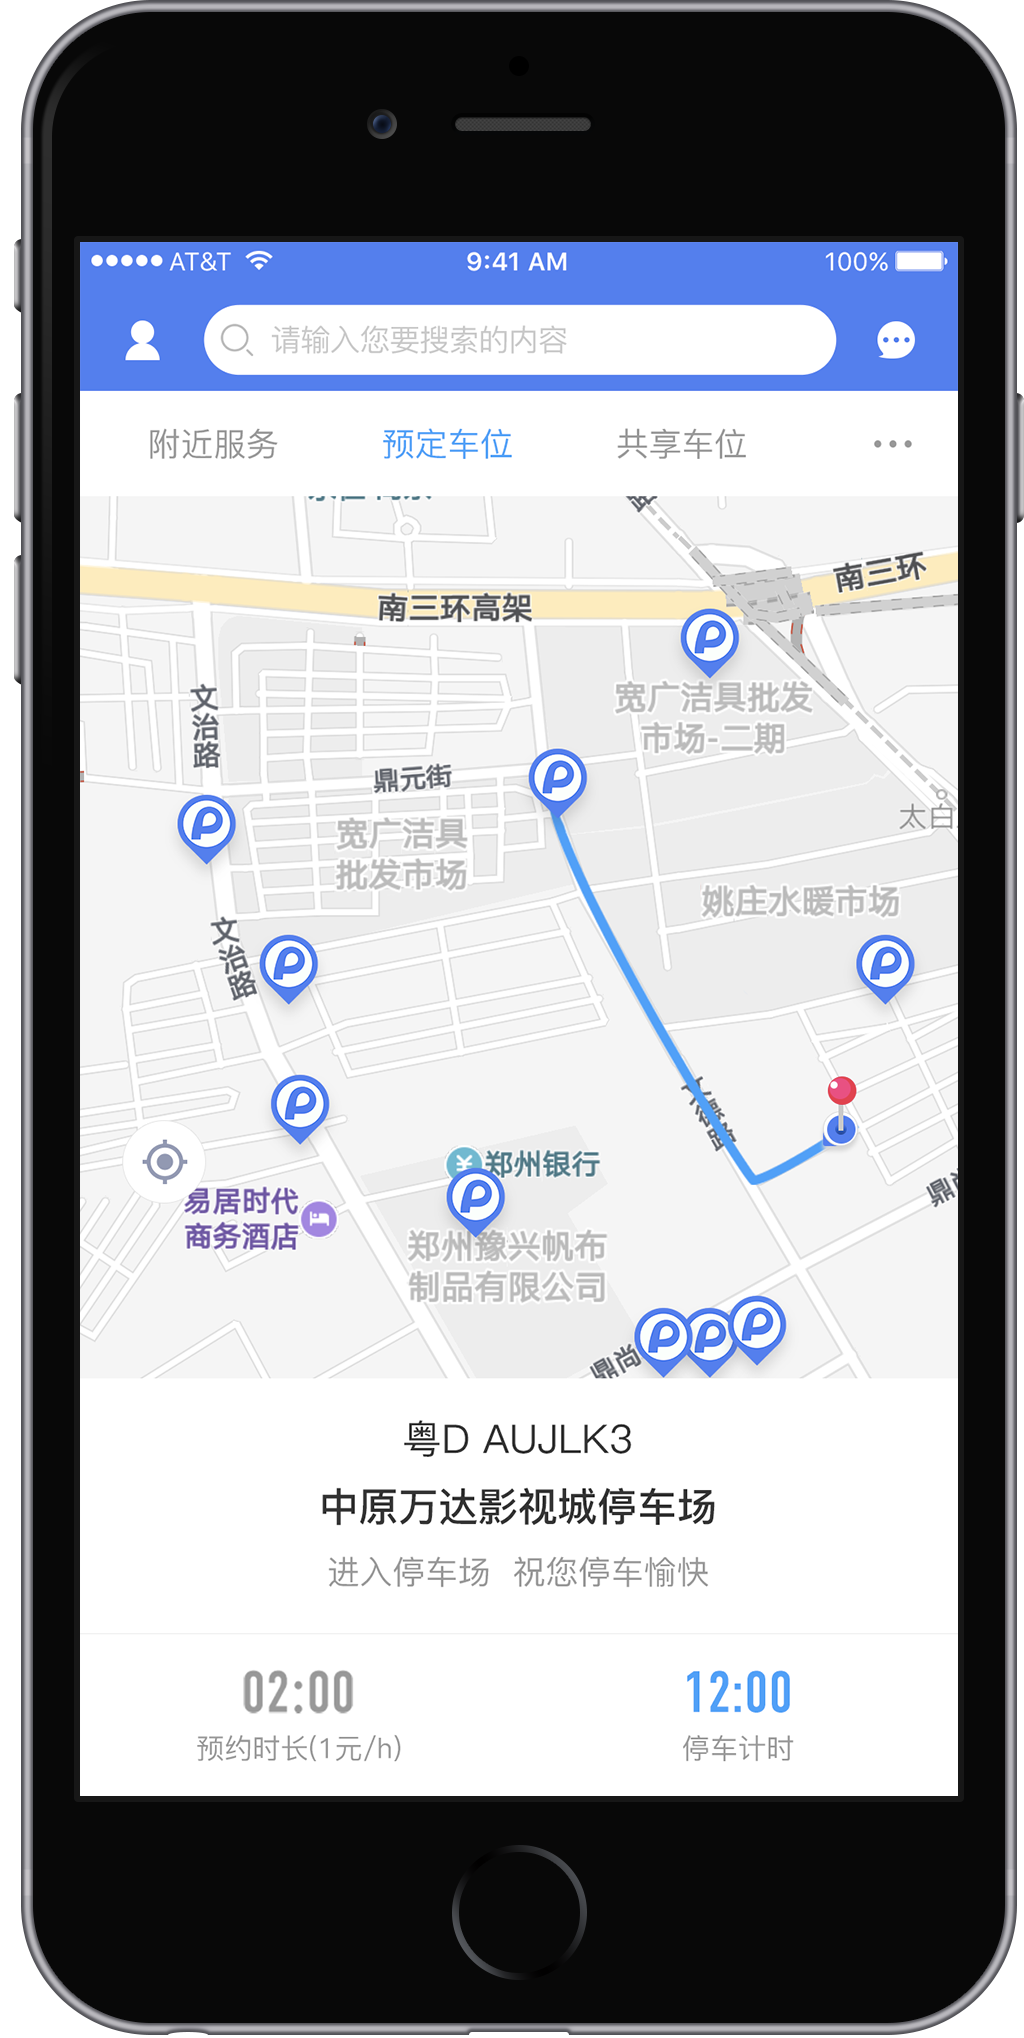 AT&T
9:41 AM
100%
请输入您要搜索的内容
附近服务
预定车位
共享车位
路
南三环
南三环高架
宽广洁具批发
市场-二期
文治路
鼎元街
宽广洁具
批发市场
太白
姚庄水暖市场
文治路
郑州银行
易居时代
商务酒店
郑州豫兴帆布
制品有限公司
鼎尚
鼎尚
粤D AUJLK3
中原万达影视城停车场
进入停车场 祝您停车愉快
02:00
预约时长(1元/h)
12:00
停车计时